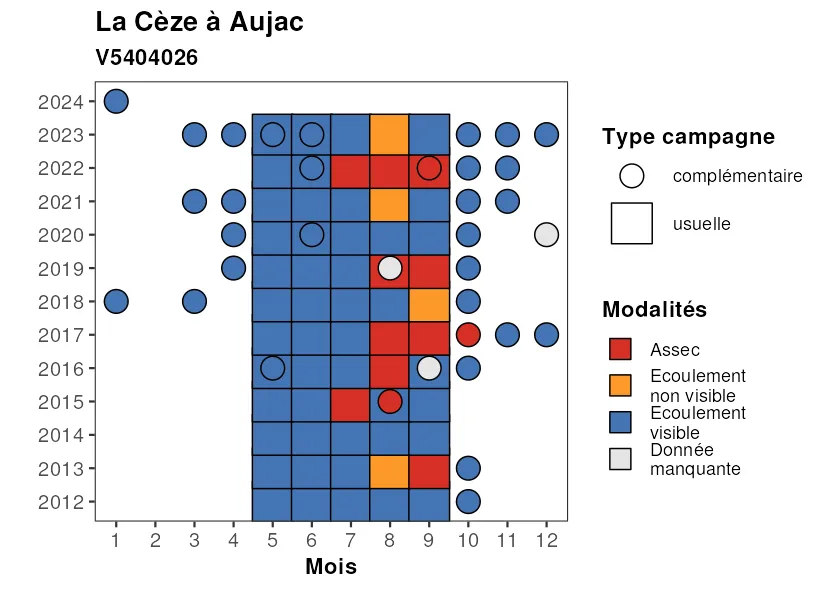 La Cèze à Aujac
V5404026
2024
2023
2022
2021
2020
2019
2018
2017
2016
2015
2014
2013
2012
1 2 3 4 5 6 7 8 9 10 11 12
Mois
Type campagne
complémentaire
usuelle
Modalités
Assec
Ecoulement
non visible
Ecoulement
visible
Donnée
manquante